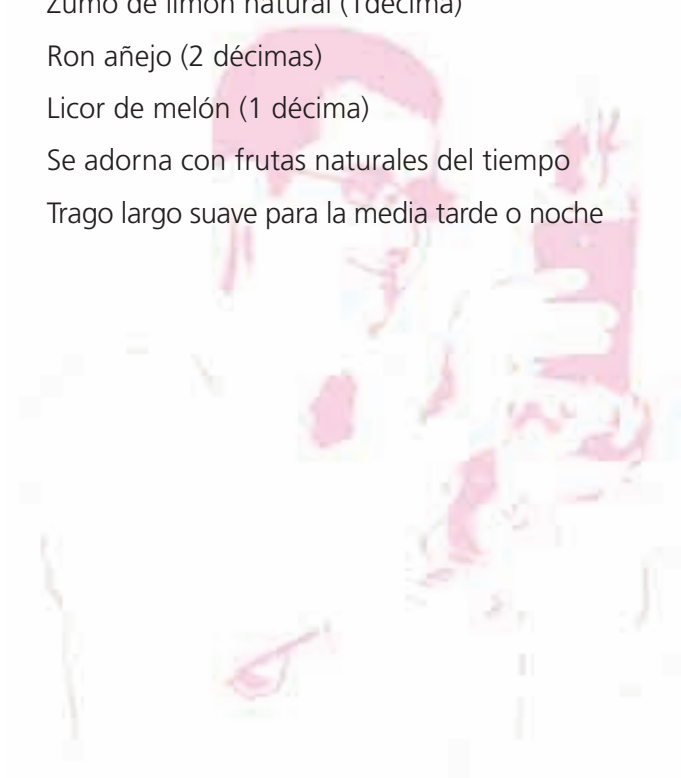 Zumo de limón natural (1décima)
Ron añejo (2 décimas)
Licor de melón (1 décima)
Se adorna con frutas naturales del tiempo
Trago largo suave para la media tarde o noche